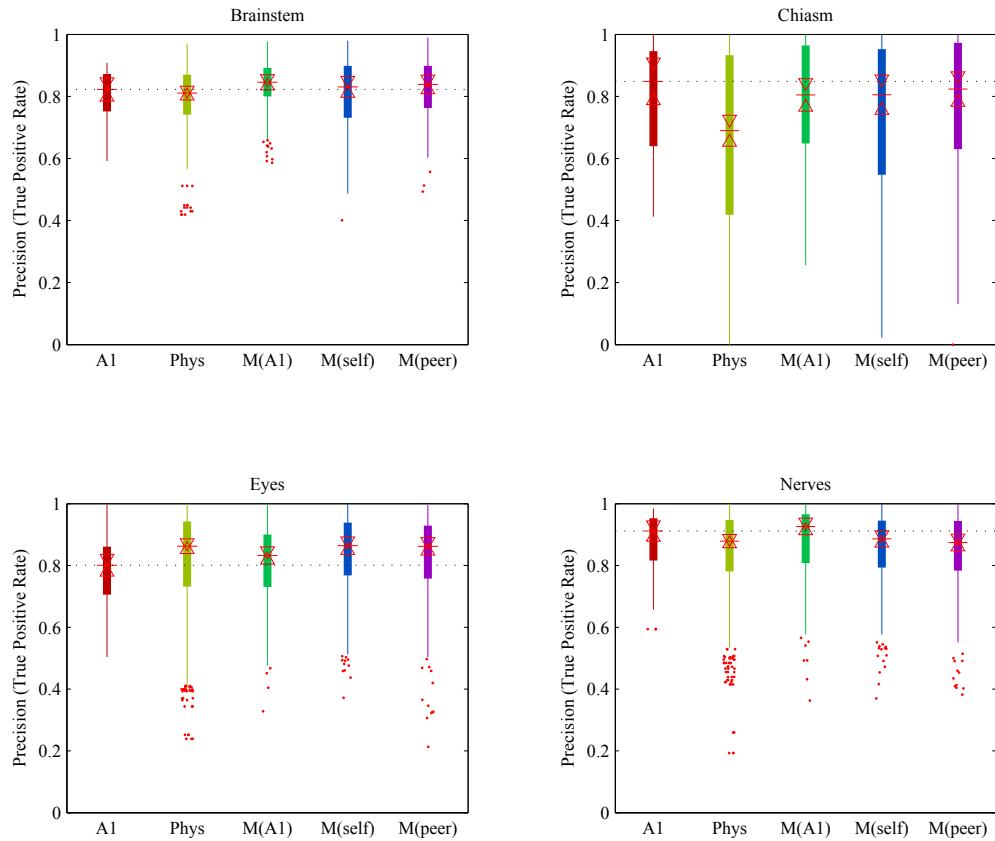 Brainstem
Precision (True Positive Rate)
1
0.8
0.6
0.4
0.2
0
A1 Phys M(A1) M(self) M(peer)
Chiasm
Precision (True Positive Rate)
1
0.8
0.6
0.4
0.2
0
A1 Phys M(A1) M(self) M(peer)
Eyes
Precision (True Positive Rate)
1
0.8
0.6
0.4
0.2
0
A1 Phys M(A1) M(self) M(peer)
Nerves
Precision (True Positive Rate)
1
0.8
0.6
0.4
0.2
0
A1 Phys M(A1) M(self) M(peer)